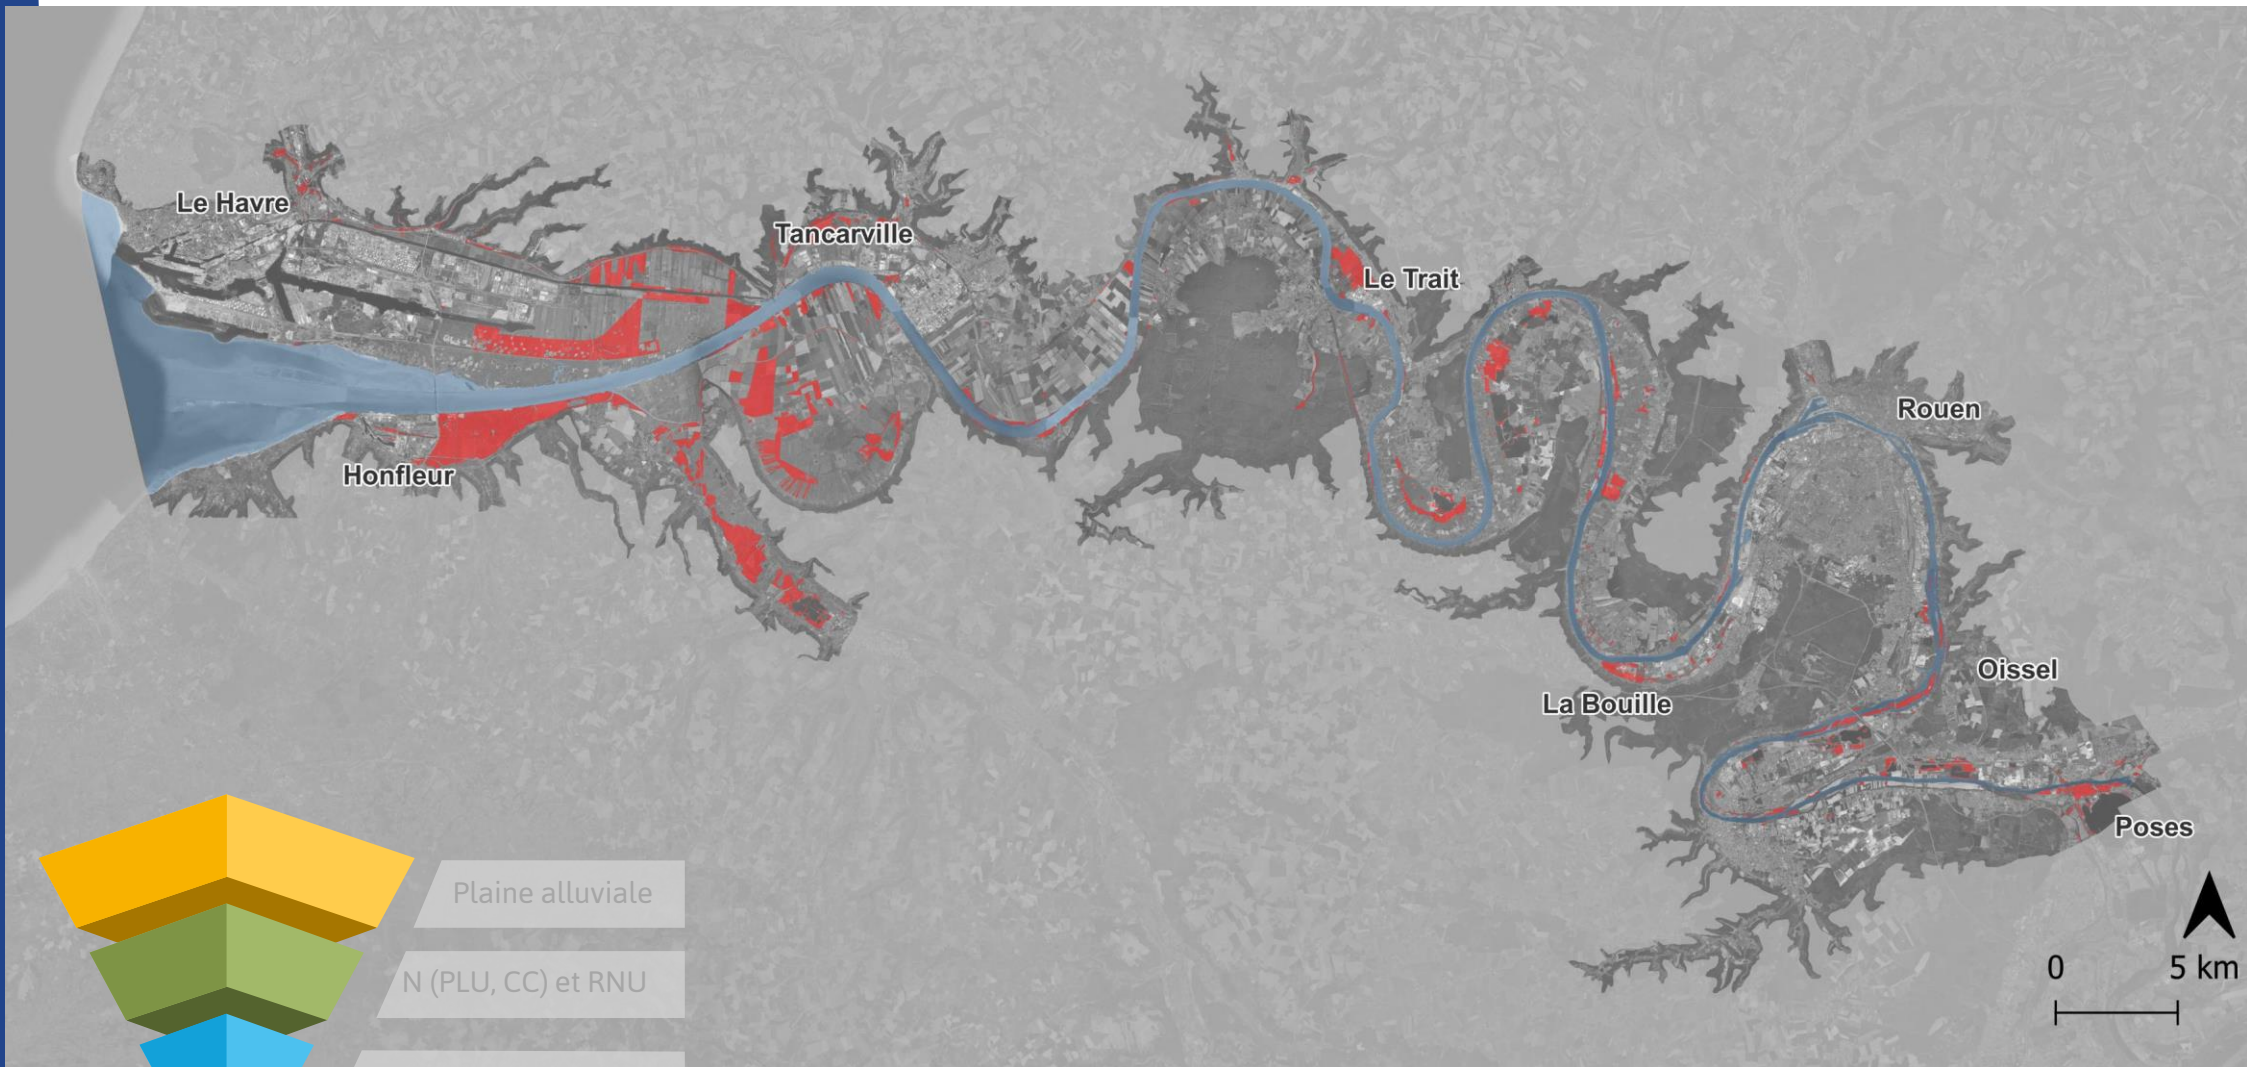 Le Havre
Tancarville
Le Trait
Rouen
Honfleur
Oissel
La Bouille
Poses
Plaine alluviale
N (PLU, CC) et RNU
0 5 km